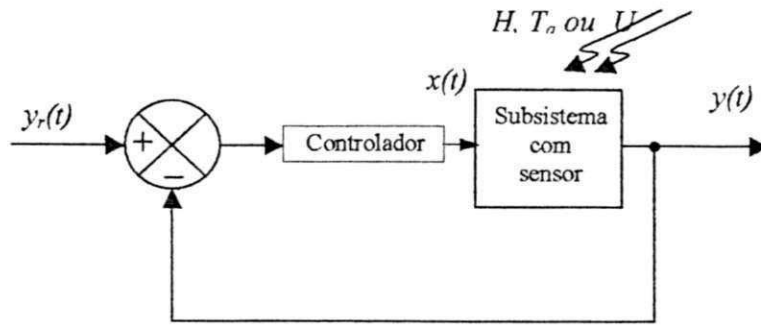 H, Ta ou U
x(t)
yr(t)
y(t)
+
−
Controlador
Subsistema
com
sensor